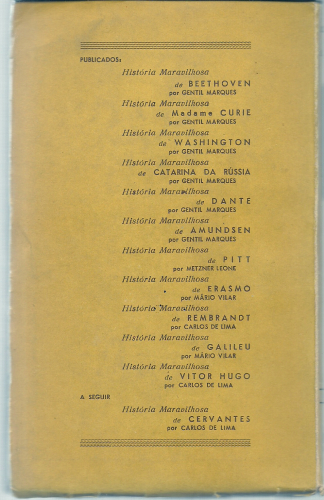 PUBLICADOS:
História Maravilhosa
de BEETHOVEN
por GENTIL MARQUES
História Maravilhosa
de Madame CURIE
por GENTIL MARQUES
História Maravilhosa
de WASHINGTON
por GENTIL MARQUES
História Maravilhosa
de CATARINA DA RÚSSIA
por GENTIL MARQUES
História Maravilhosa
de DANTE
por GENTIL MARQUES
História Maravilhosa
de AMUNDSEN
por GENTIL MARQUES
História Maravilhosa
de PITT
por METZNER LEONE
História Maravilhosa
de ERASMO
por MÁRIO VILAR
História Maravilhosa
de REMBRANDT
por CARLOS DE LIMA
História Maravilhosa
de GALILEU
por MÁRIO VILAR
História Maravilhosa
de VITOR HUGO
por CARLOS DE LIMA
A SEGUIR
História Maravilhosa
de CERVANTES
por CARLOS DE LIMA